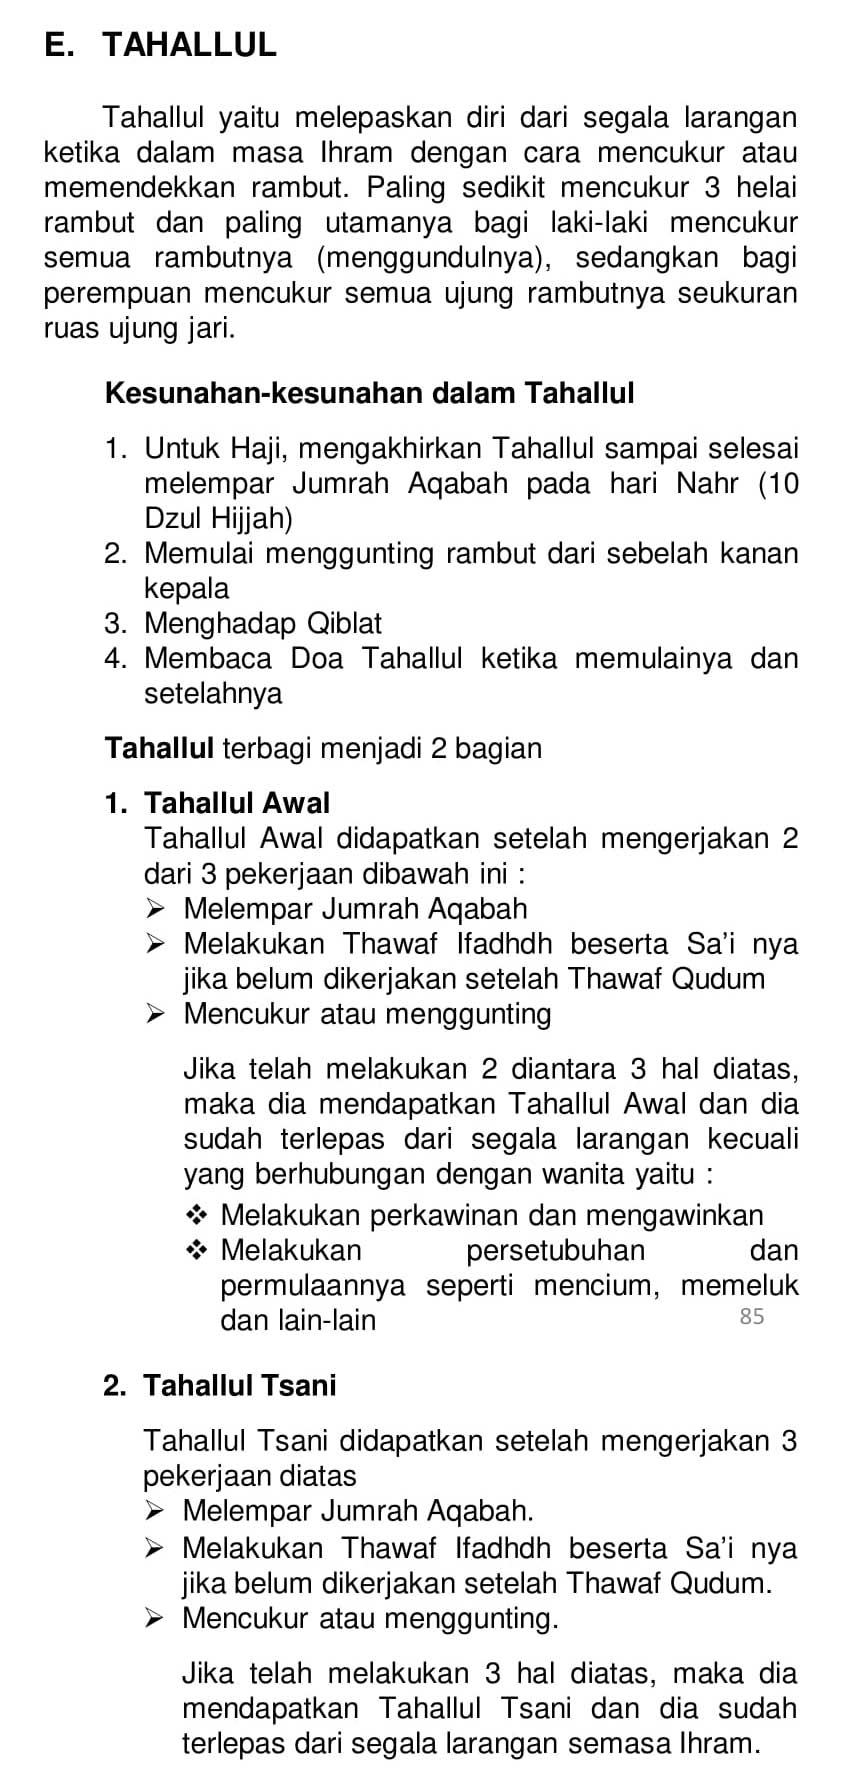 E. TAHALLUL
Tahallul yaitu melepaskan diri dari segala larangan
ketika dalam masa Ihram dengan cara mencukur atau
memendekkan rambut. Paling sedikit mencukur 3 helai
rambut dan paling utamanya bagi laki-laki mencukur
semua rambutnya (menggundulnya), sedangkan bagi
perempuan mencukur semua ujung rambutnya seukuran
ruas ujung jari.
Kesunahan-kesunahan dalam Tahallul
1. Untuk Haji, mengakhirkan Tahallul sampai selesai
melempar Jumrah Aqabah pada hari Nahr (10
Dzul Hijjah)
2. Memulai menggunting rambut dari sebelah kanan
kepala
3. Menghadap Qiblat
4. Membaca Doa Tahallul ketika memulainya dan
setelahnya
Tahallul terbagi menjadi 2 bagian
1. Tahallul Awal
Tahallul Awal didapatkan setelah mengerjakan 2
dari 3 pekerjaan dibawah ini :
➢ Melempar Jumrah Aqabah
➢ Melakukan Thawaf Ifadhdh beserta Sa'i nya
jika belum dikerjakan setelah Thawaf Qudum
➢ Mencukur atau menggunting
Jika telah melakukan 2 diantara 3 hal diatas,
maka dia mendapatkan Tahallul Awal dan dia
sudah terlepas dari segala larangan kecuali
yang berhubungan dengan wanita yaitu :
❖ Melakukan perkawinan dan mengawinkan
❖ Melakukan persetubuhan dan
permulaannya seperti mencium, memeluk
dan lain-lain
85
2. Tahallul Tsani
Tahallul Tsani didapatkan setelah mengerjakan 3
pekerjaan diatas
➢ Melempar Jumrah Aqabah.
➢ Melakukan Thawaf Ifadhdh beserta Sa'i nya
jika belum dikerjakan setelah Thawaf Qudum.
➢ Mencukur atau menggunting.
Jika telah melakukan 3 hal diatas, maka dia
mendapatkan Tahallul Tsani dan dia sudah
terlepas dari segala larangan semasa Ihram.